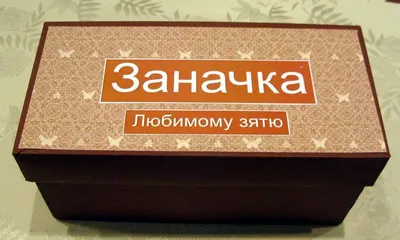 Заначка
Любимому зятю